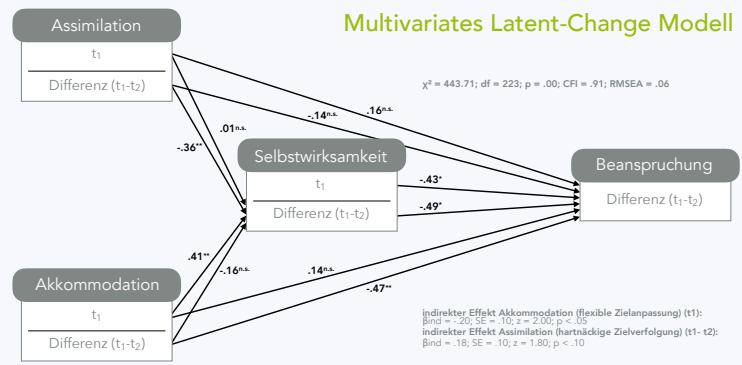 Multivariates Latent-Change Modell
χ² = 443.71; df = 223; p = .00; CFI = .91; RMSEA = .06
Assimilation
t₁
Differenz (t₁-t₂)
.16ⁿ·ˢ·
-.14ⁿ·ˢ·
.01ⁿ·ˢ·
-.36**
Selbstwirksamkeit
t₁
Differenz (t₁-t₂)
-.43*
-.49*
Beanspruchung
Differenz (t₁-t₂)
.41**
-.16ⁿ·ˢ·
.14ⁿ·ˢ·
-.47**
Akkommodation
t₁
Differenz (t₁-t₂)
indirekter Effekt Akkommodation (flexible Zielanpassung) (t1):
βind = -.20; SE = .10; z = 2.00; p < .05
indirekter Effekt Assimilation (hartnäckige Zielverfolgung) (t1- t2):
βind = .18; SE = .10; z = 1.80; p < .10